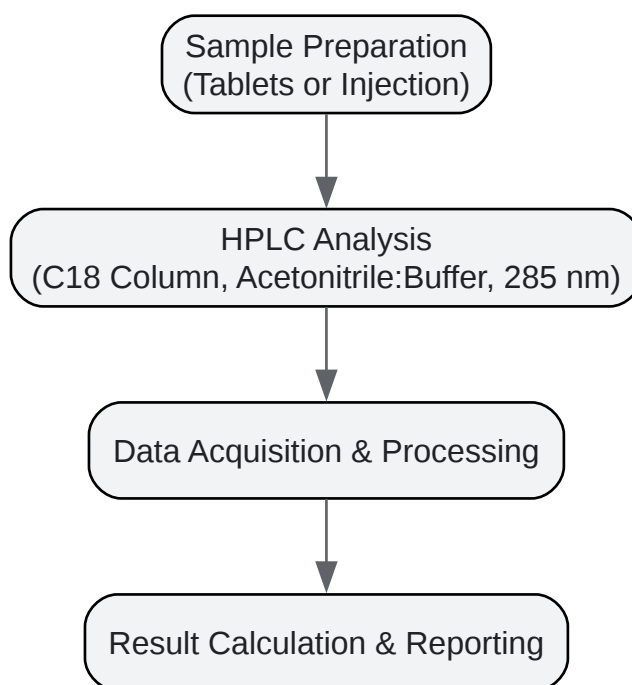 Sample Preparation
(Tablets or Injection)
HPLC Analysis
(C18 Column, Acetonitrile:Buffer, 285 nm)
Data Acquisition & Processing
Result Calculation & Reporting